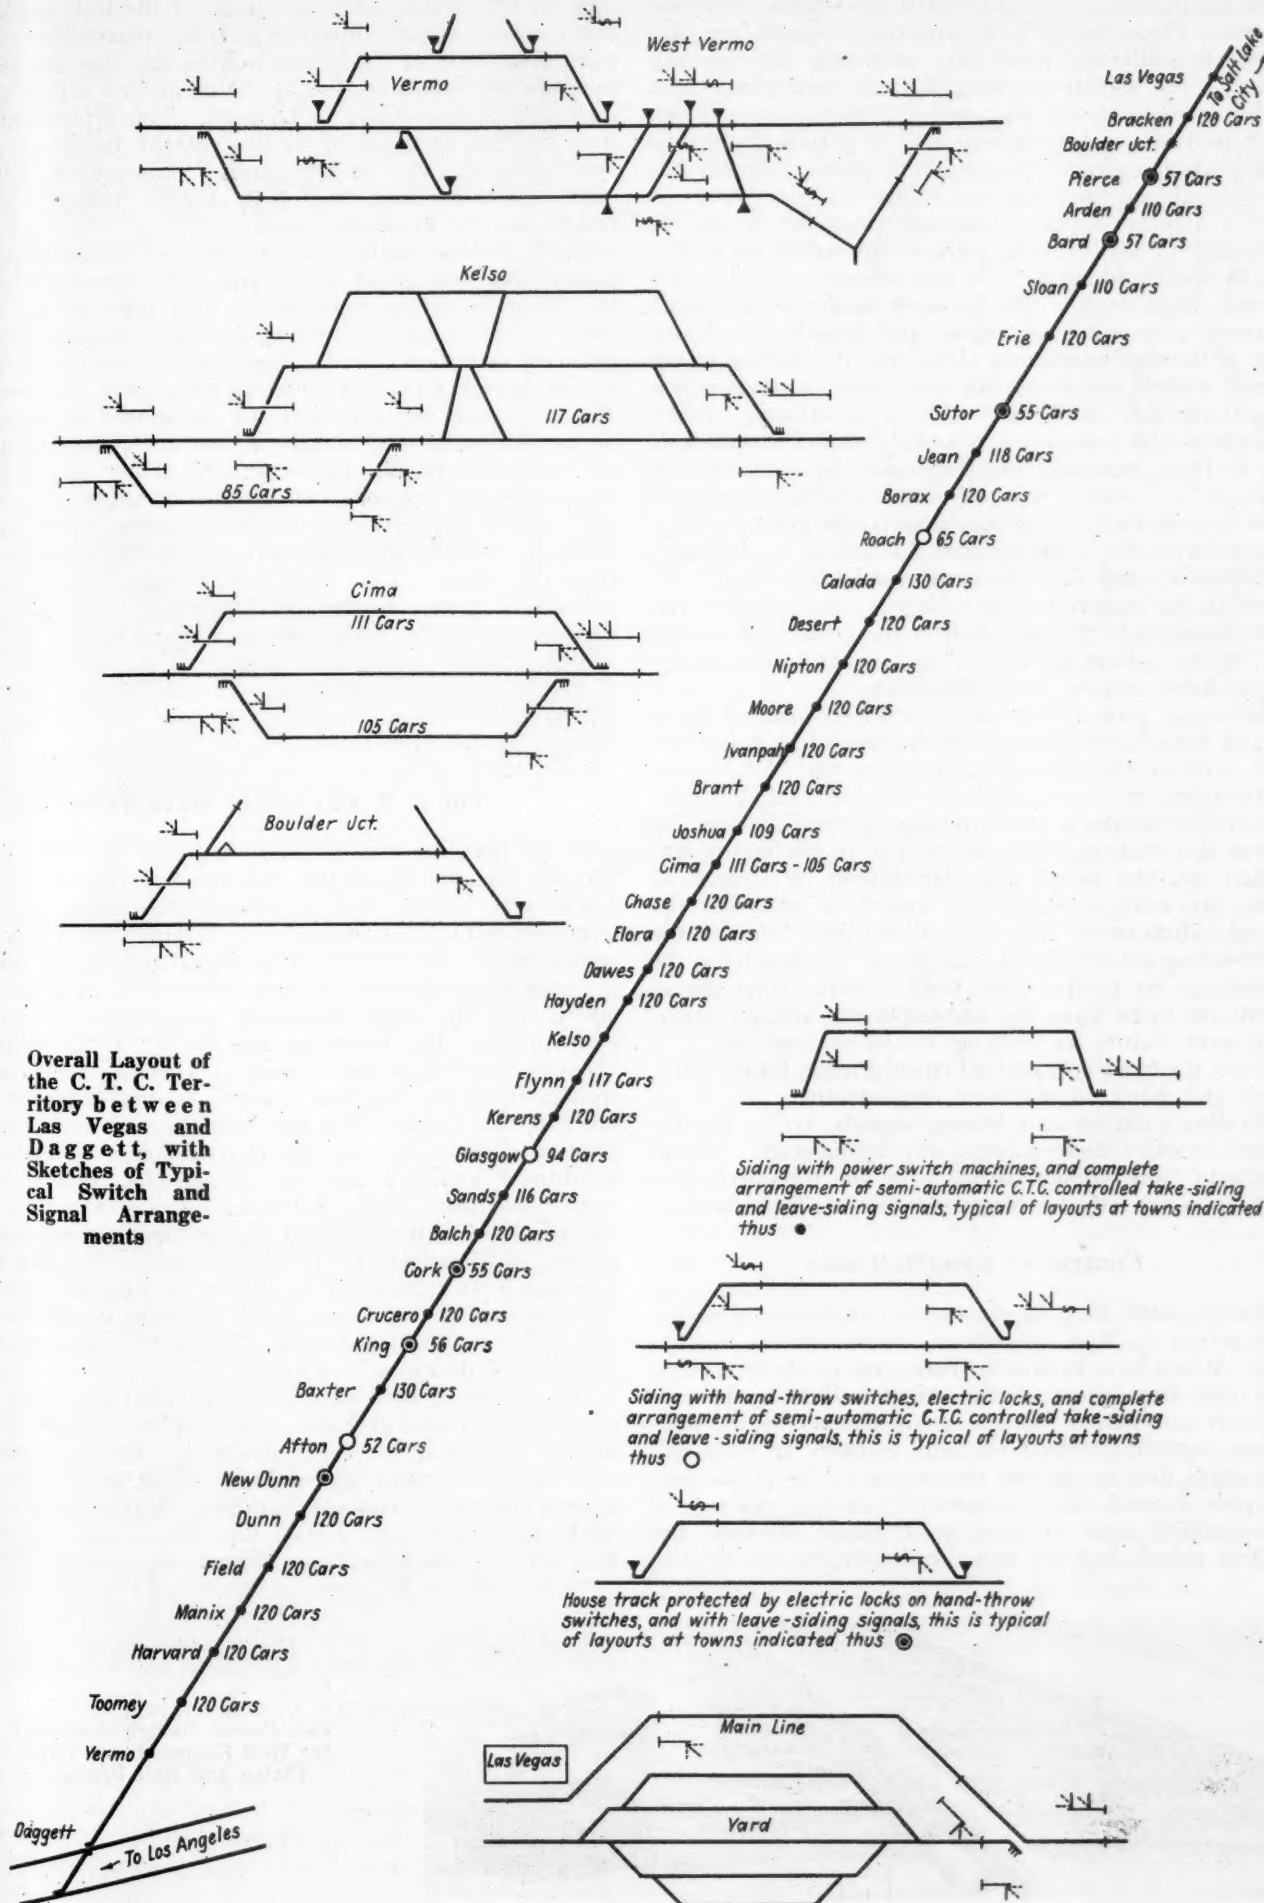 West Vermo
Vermo
Kelso
117 Cars
85 Cars
Cima
111 Cars
105 Cars
Boulder Jct.
Overall Layout of
the C. T. C. Ter-
ritory between
Las Vegas and
Daggett, with
Sketches of Typi-
cal Switch and
Signal Arrange-
ments
To Salt Lake
City
Las Vegas
Bracken 128 Cars
Boulder Jct.
Pierce 57 Cars
Arden 110 Cars
Bard 57 Cars
Sloan 110 Cars
Erie 120 Cars
Sutor 55 Cars
Jean 118 Cars
Borax 120 Cars
Roach 65 Cars
Calada 130 Cars
Desert 120 Cars
Nipton 120 Cars
Moore 120 Cars
Ivanpah 120 Cars
Brant 120 Cars
Joshua 109 Cars
Cima 111 Cars - 105 Cars
Chase 120 Cars
Elora 120 Cars
Dawes 120 Cars
Hayden 120 Cars
Kelso
Flynn 117 Cars
Kerens 120 Cars
Glasgow 94 Cars
Sands 116 Cars
Balch 120 Cars
Cork 55 Cars
Crucero 120 Cars
King 56 Cars
Baxter 130 Cars
Afton 52 Cars
New Dunn
Dunn 120 Cars
Field 120 Cars
Manix 120 Cars
Harvard 120 Cars
Toomey 120 Cars
Vermo
Daggett
To Los Angeles
Siding with power switch machines, and complete
arrangement of semi-automatic C.T.C. controlled take-siding
and leave-siding signals, typical of layouts at towns indicated
thus
Siding with hand-throw switches, electric locks, and complete
arrangement of semi-automatic C.T.C. controlled take-siding
and leave-siding signals, this is typical of layouts at towns
thus
House track protected by electric locks on hand-throw
switches, and with leave-siding signals, this is typical
of layouts at towns indicated thus
Main Line
Las Vegas
Yard